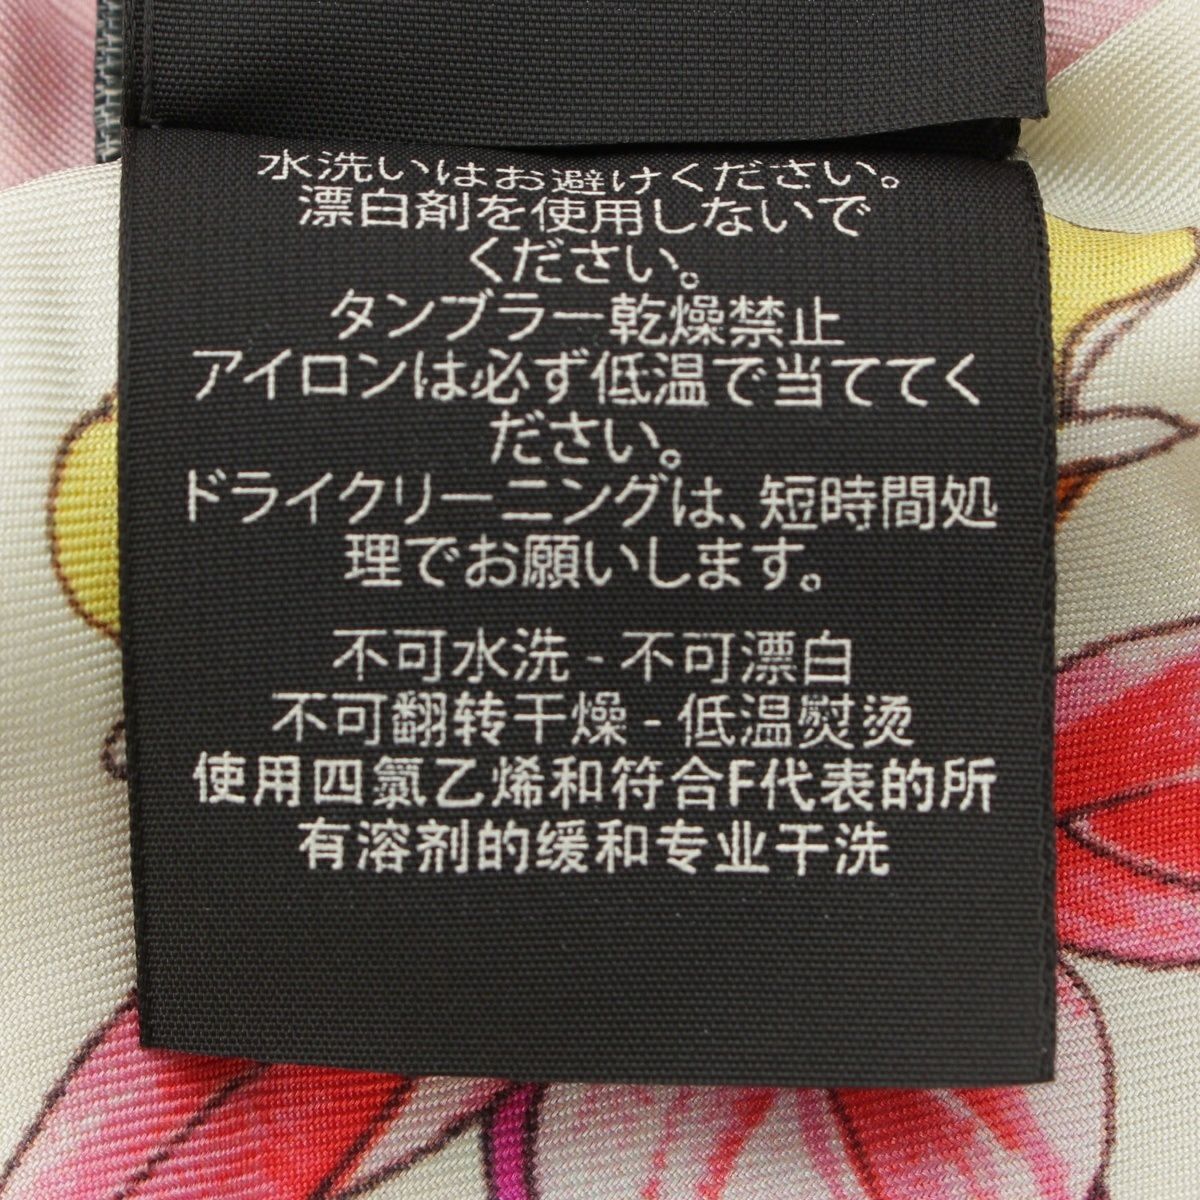 水洗いはお避けください。
漂白剤を使用しないで
ください。
タンブラー乾燥禁止
アイロンは必ず低温で当ててく
ださい。
ドライクリーニングは、短時間処
理でお願いします。
不可水洗 - 不可漂白
不可翻转干燥 - 低温熨烫
使用四氯乙烯和符合F代表的所
有溶剂的缓和专业干洗